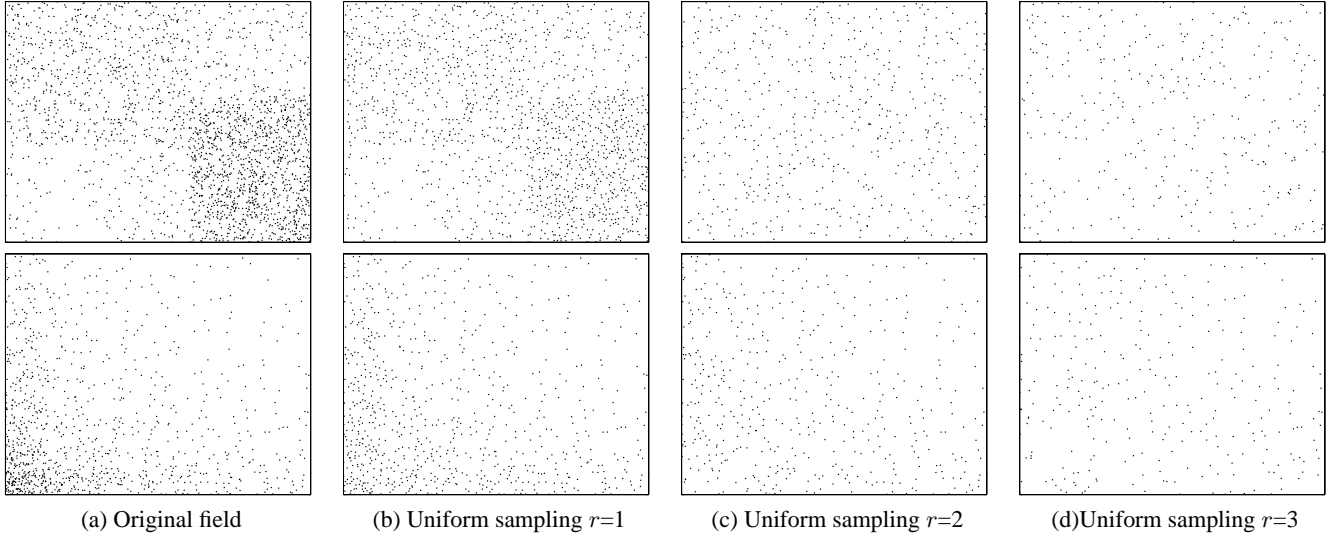 (a) Original field
(b) Uniform sampling r=1
(c) Uniform sampling r=2
(d)Uniform sampling r=3